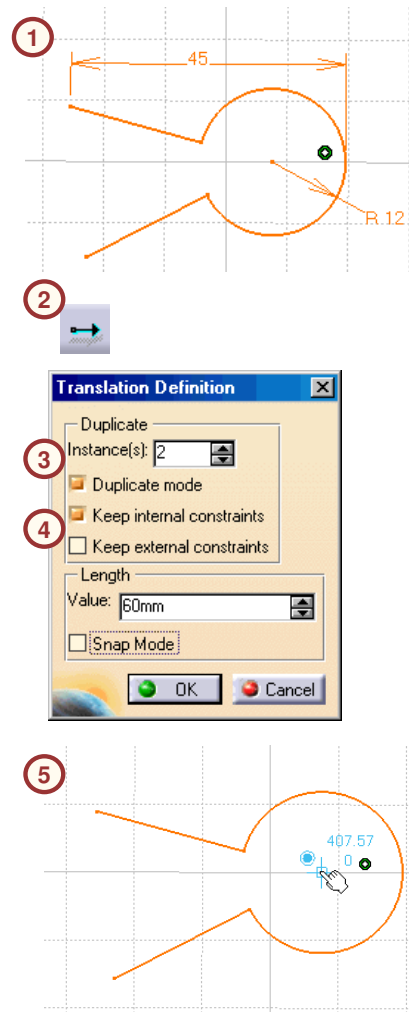 1
45
R 12
2
Translation Definition
Duplicate
Instance(s): 2
3
Duplicate mode
4
Keep internal constraints
Keep external constraints
Length
Value: 60mm
Snap Mode
OK Cancel
5
407.57
0